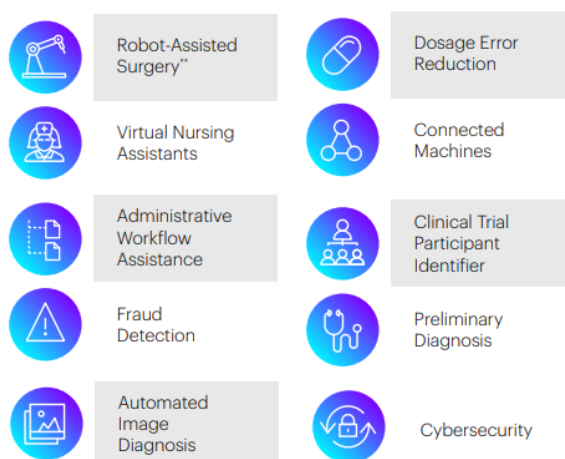 Robot-Assisted
Surgery**
Virtual Nursing
Assistants
Administrative
Workflow
Assistance
Fraud
Detection
Automated
Image
Diagnosis
Dosage Error
Reduction
Connected
Machines
Clinical Trial
Participant
Identifier
Preliminary
Diagnosis
Cybersecurity